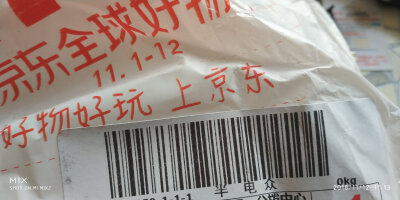 京东全球好物
11.1-12
好物好玩 上京东
半 电 众
0kg
MIX
SHOT ON MI MIX2
2018/11/12 11:13